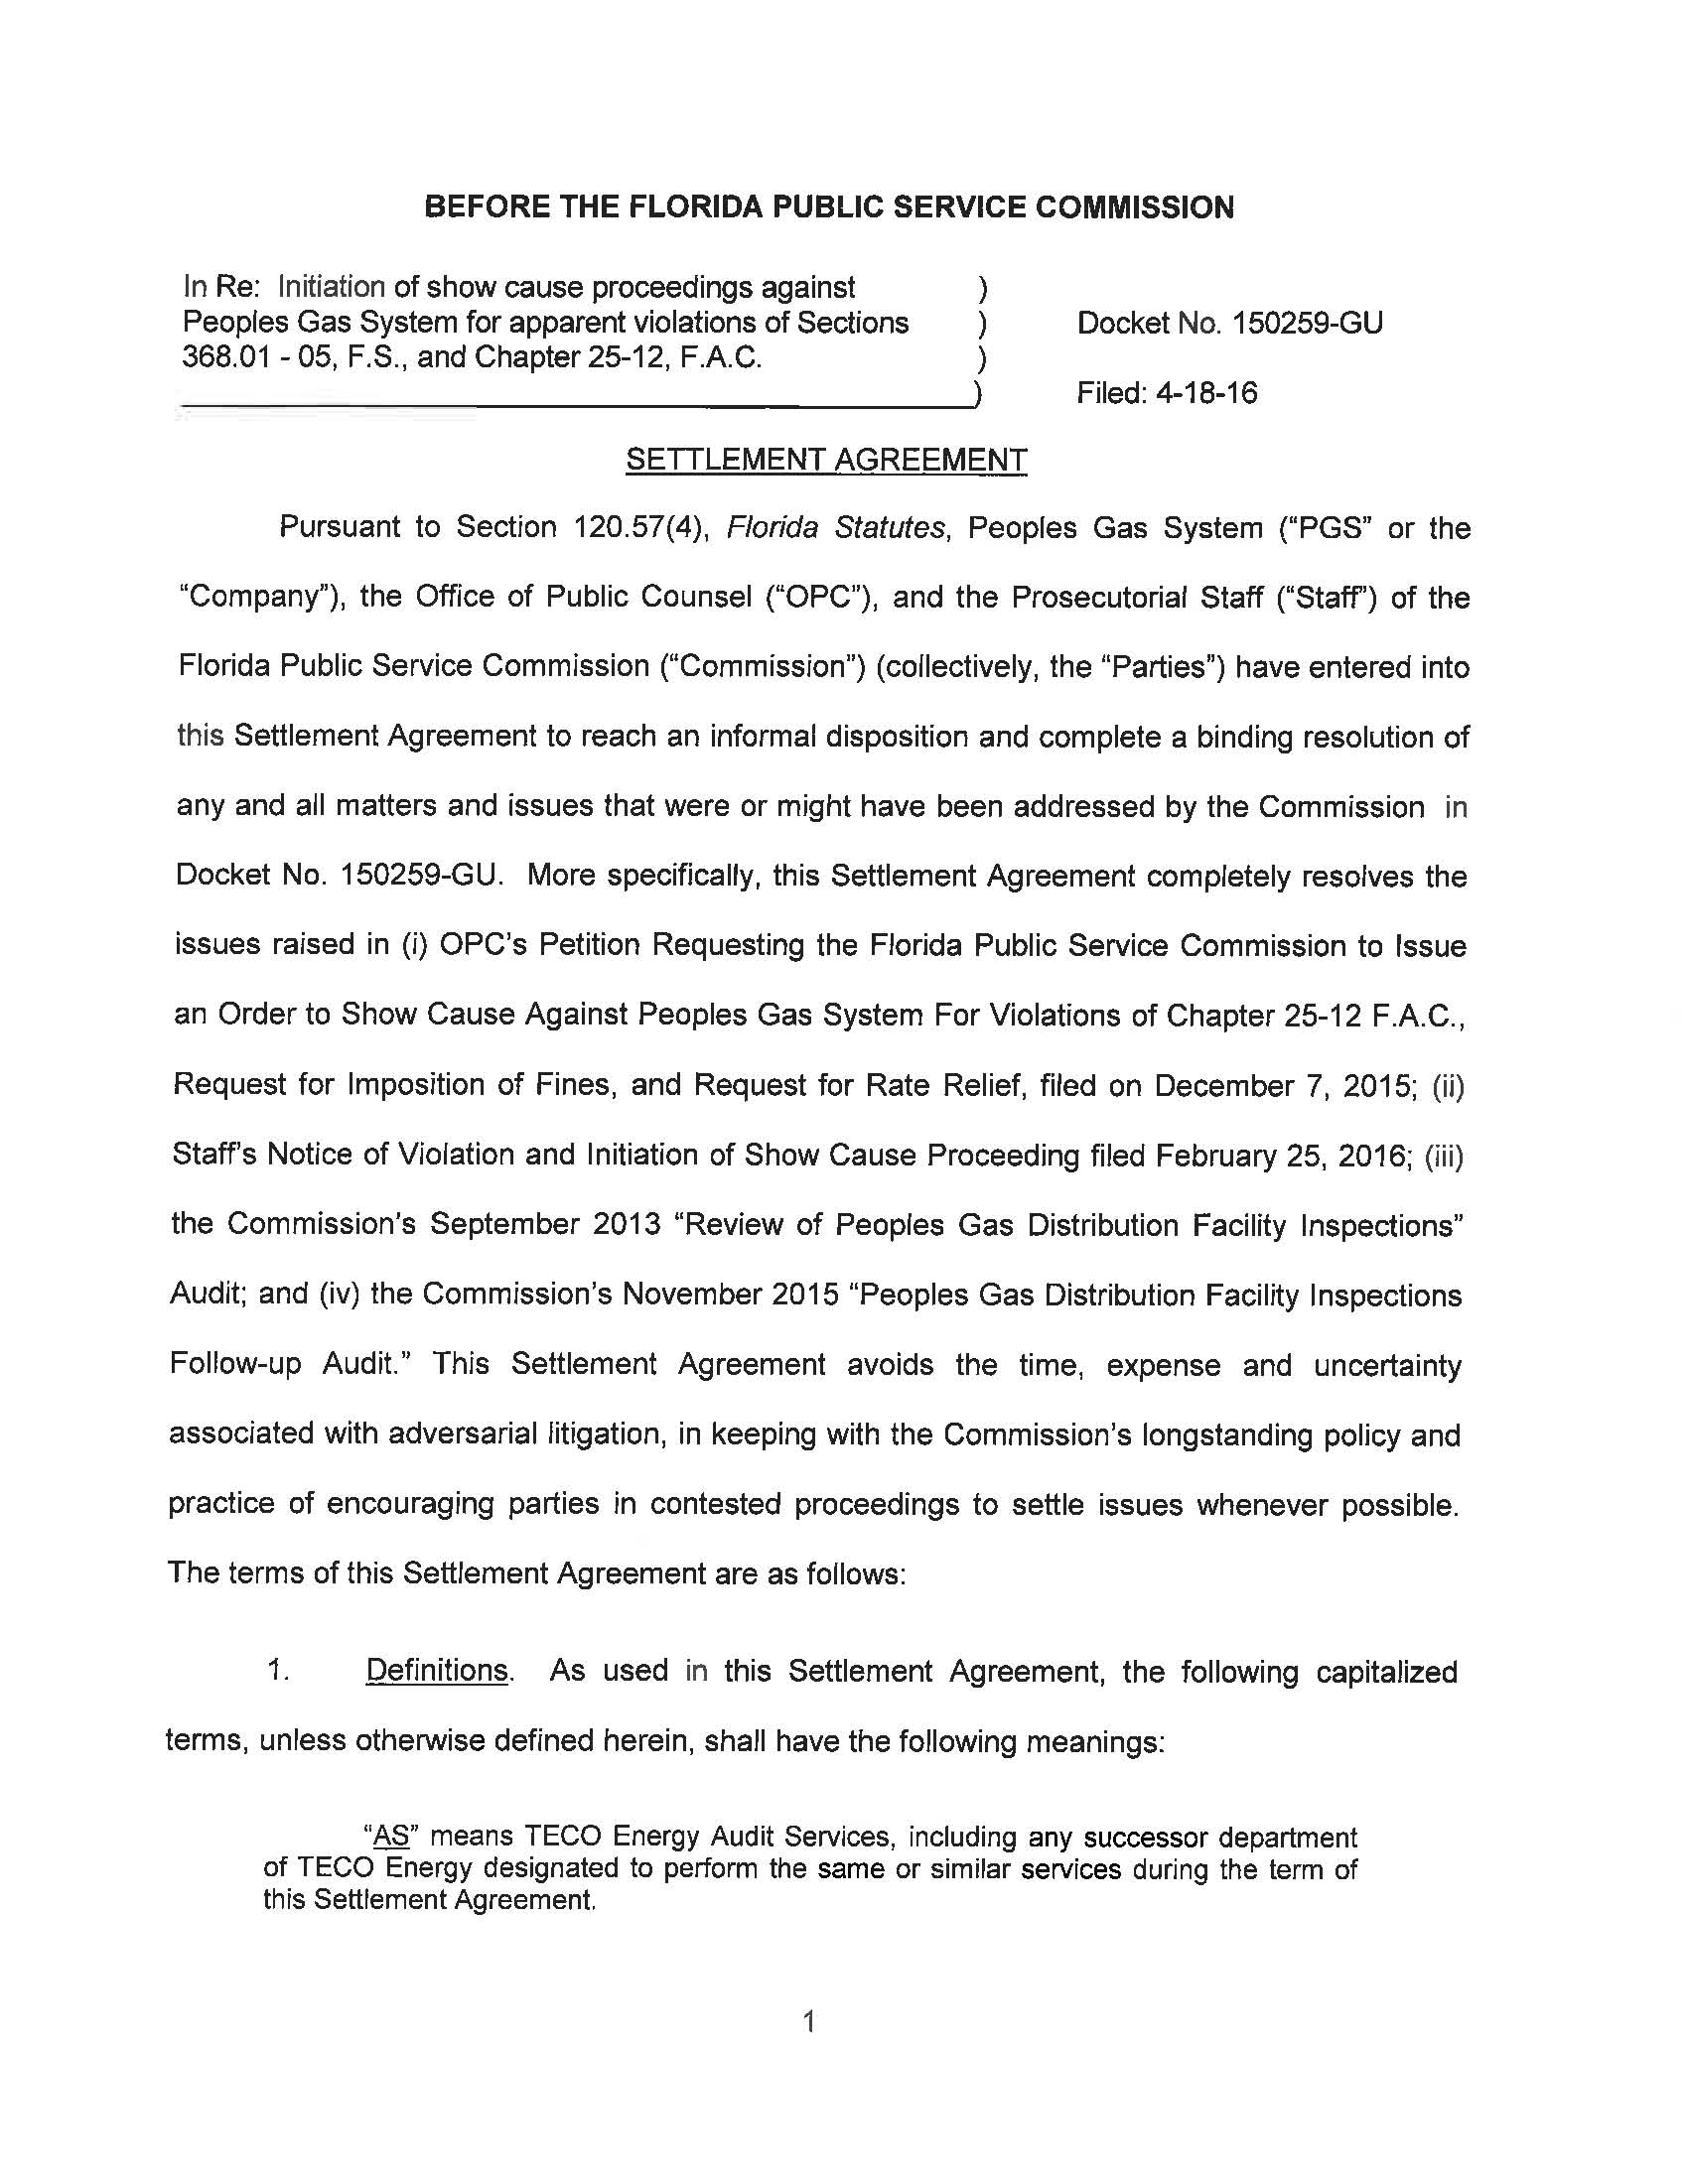 BEFORE THE FLORIDA PUBLIC SERVICE COMMISSION
In Re: Initiation of show cause proceedings against )
Peoples Gas System for apparent violations of Sections ) Docket No. 150259-GU
368.01 - 05, F.S., and Chapter 25-12, F.A.C. )
) Filed: 4-18-16
SETTLEMENT AGREEMENT
Pursuant to Section 120.57(4), Florida Statutes, Peoples Gas System (“PGS” or the
“Company”), the Office of Public Counsel (“OPC”), and the Prosecutorial Staff (“Staff”) of the
Florida Public Service Commission (“Commission”) (collectively, the “Parties”) have entered into
this Settlement Agreement to reach an informal disposition and complete a binding resolution of
any and all matters and issues that were or might have been addressed by the Commission in
Docket No. 150259-GU. More specifically, this Settlement Agreement completely resolves the
issues raised in (i) OPC’s Petition Requesting the Florida Public Service Commission to Issue
an Order to Show Cause Against Peoples Gas System For Violations of Chapter 25-12 F.A.C.,
Request for Imposition of Fines, and Request for Rate Relief, filed on December 7, 2015; (ii)
Staff’s Notice of Violation and Initiation of Show Cause Proceeding filed February 25, 2016; (iii)
the Commission’s September 2013 “Review of Peoples Gas Distribution Facility Inspections”
Audit; and (iv) the Commission’s November 2015 “Peoples Gas Distribution Facility Inspections
Follow-up Audit.” This Settlement Agreement avoids the time, expense and uncertainty
associated with adversarial litigation, in keeping with the Commission’s longstanding policy and
practice of encouraging parties in contested proceedings to settle issues whenever possible.
The terms of this Settlement Agreement are as follows:
1. Definitions. As used in this Settlement Agreement, the following capitalized
terms, unless otherwise defined herein, shall have the following meanings:
“AS” means TECO Energy Audit Services, including any successor department
of TECO Energy designated to perform the same or similar services during the term of
this Settlement Agreement.
1